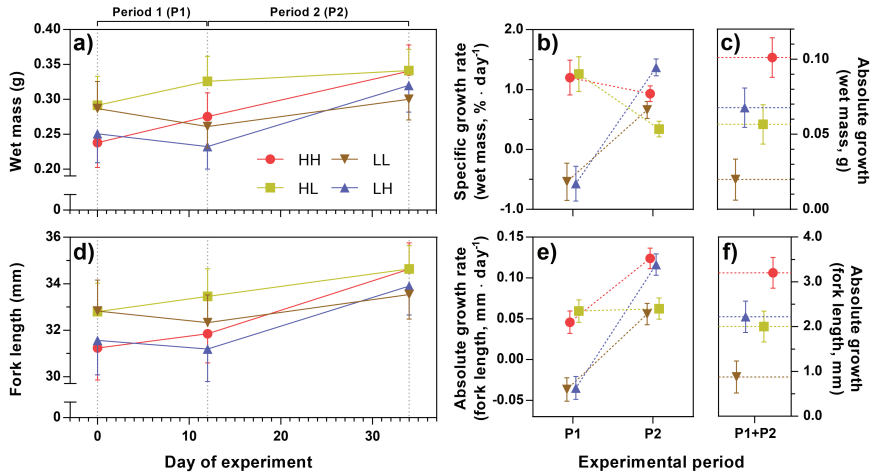 Period 1 (P1)
Period 2 (P2)
a)
Wet mass (g)
0.40
0.35
0.30
0.25
0.20
0
HH
LL
HL
LH
b)
Specific growth rate
(wet mass, % · day-1)
2.0
1.0
0.0
-1.0
c)
Absolute growth
(wet mass, g)
0.10
0.05
0.00
d)
Fork length (mm)
36
34
32
30
0
0
10
20
30
Day of experiment
e)
Absolute growth rate
(fork length, mm · day-1)
0.15
0.10
0.05
0.00
-0.05
P1
P2
f)
Absolute growth
(fork length, mm)
4.0
3.0
2.0
1.0
0.0
P1+P2
Experimental period